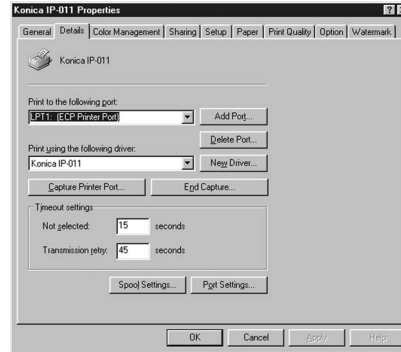 Konica IP-011 Properties
General Details Color Management Sharing Setup Paper Print Quality Option Watermark
Konica IP-011
Print to the following port:
LPT1: (ECP Printer Port)
Add Port...
Delete Port...
Print using the following driver:
Konica IP-011
New Driver...
Capture Printer Port...
End Capture...
Timeout settings
Not selected: 15 seconds
Transmission retry: 45 seconds
Spool Settings...
Port Settings...
OK Cancel Apply Help